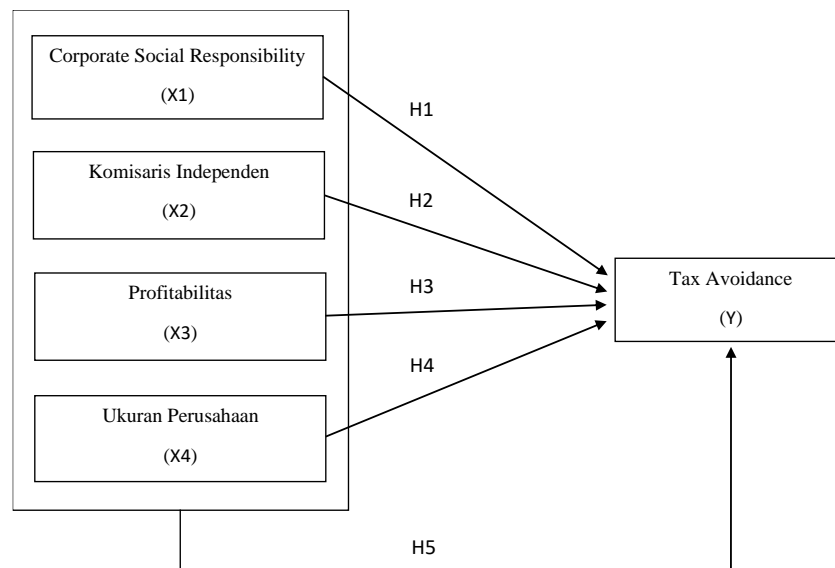 Corporate Social Responsibility
(X1)
H1
Komisaris Independen
(X2)
H2
Profitabilitas
(X3)
H3
Ukuran Perusahaan
(X4)
H4
Tax Avoidance
(Y)
H5